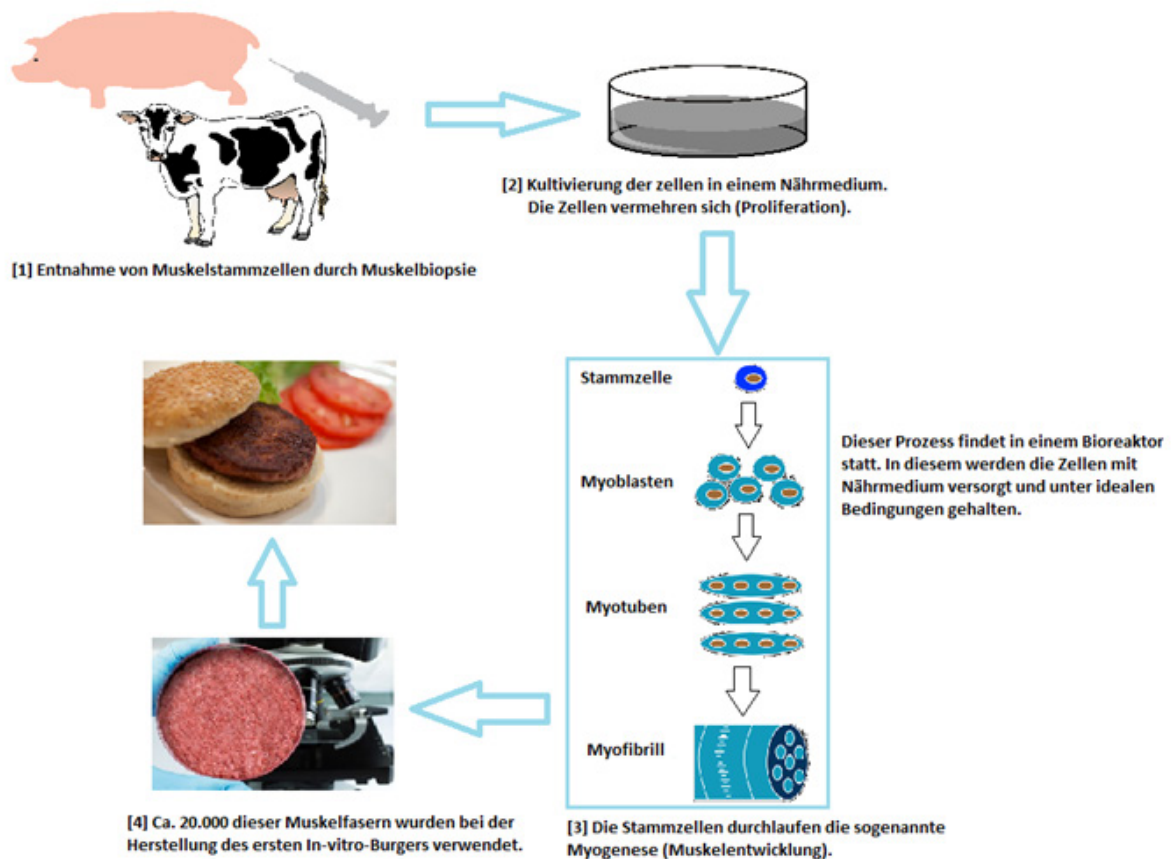 [1] Entnahme von Muskelstammzellen durch Muskelbiopsie
[2] Kultivierung der zellen in einem Nährmedium.
Die Zellen vermehren sich (Proliferation).
Stammzelle
Myoblasten
Myotuben
Myofibrill
Dieser Prozess findet in einem Bioreaktor
statt. In diesem werden die Zellen mit
Nährmedium versorgt und unter idealen
Bedingungen gehalten.
[3] Die Stammzellen durchlaufen die sogenannte
Myogenese (Muskelentwicklung).
[4] Ca. 20.000 dieser Muskelfasern wurden bei der
Herstellung des ersten In-vitro-Burgers verwendet.